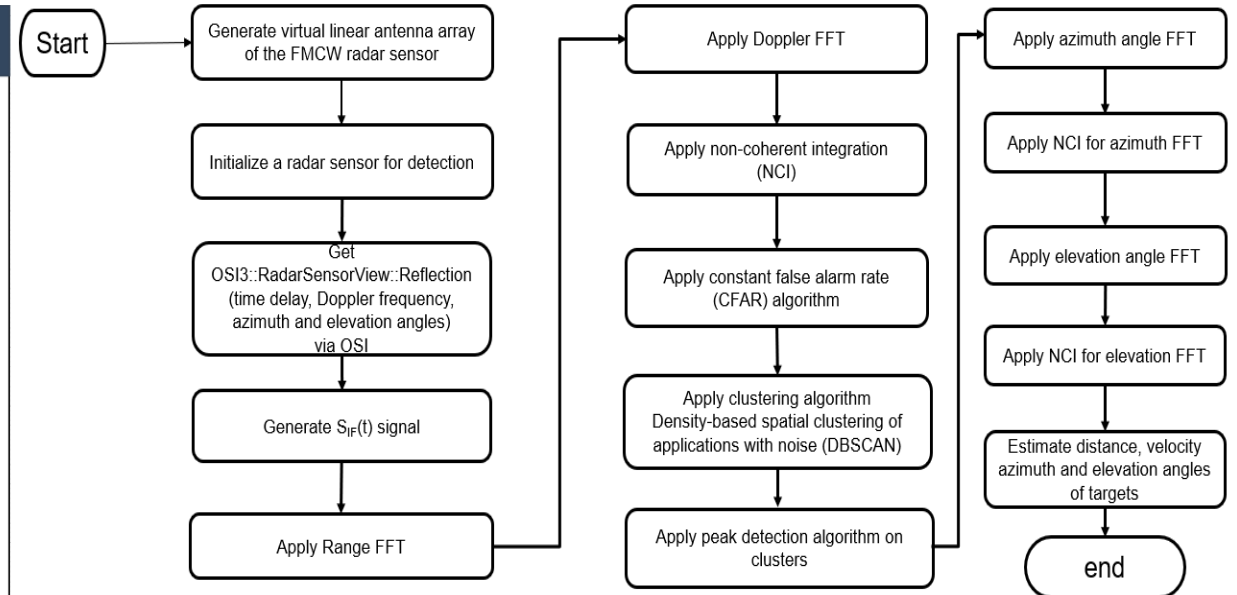 Start
Generate virtual linear antenna array
of the FMCW radar sensor
Initialize a radar sensor for detection
Get
OSI3::RadarSensorView::Reflection
(time delay, Doppler frequency,
azimuth and elevation angles)
via OSI
Generate SIF(t) signal
Apply Range FFT
Apply Doppler FFT
Apply non-coherent integration
(NCI)
Apply constant false alarm rate
(CFAR) algorithm
Apply clustering algorithm
Density-based spatial clustering of
applications with noise (DBSCAN)
Apply peak detection algorithm on
clusters
Apply azimuth angle FFT
Apply NCI for azimuth FFT
Apply elevation angle FFT
Apply NCI for elevation FFT
Estimate distance, velocity
azimuth and elevation angles
of targets
end